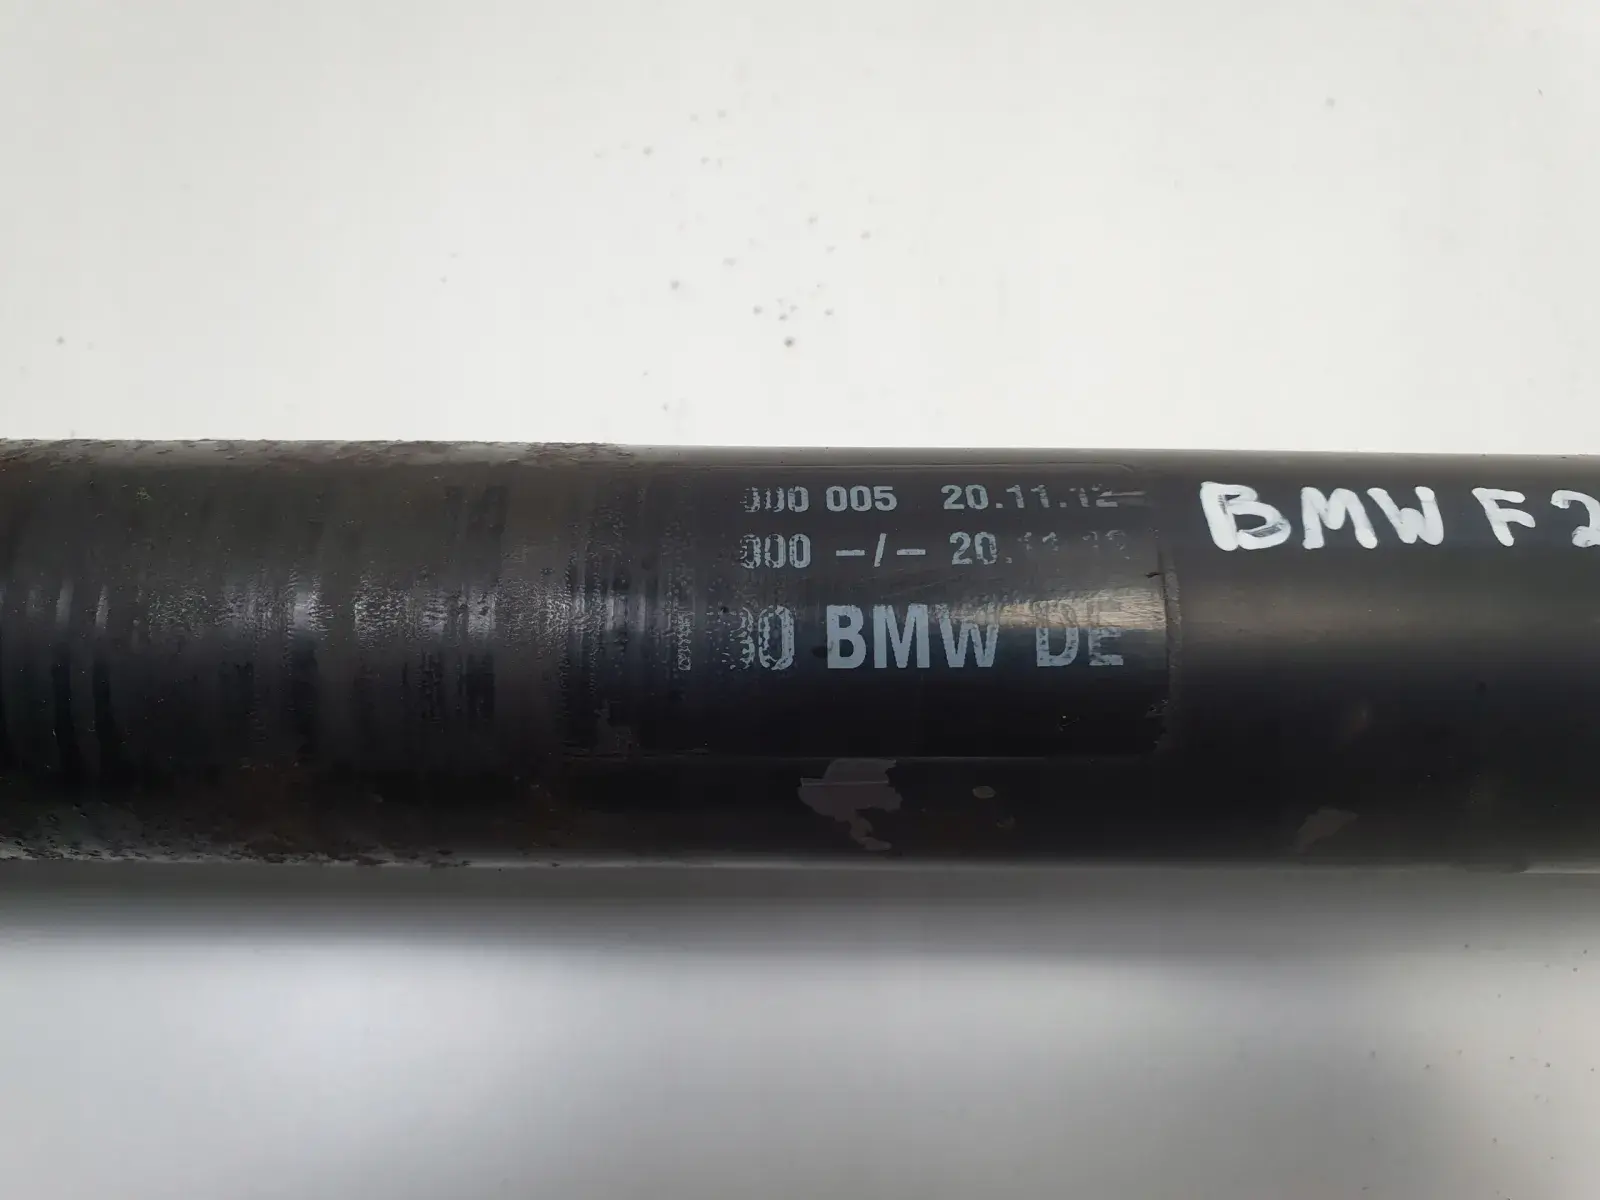 000 005 20.11.12
000 -/- 20.11.12
BMW DE
BMW F2